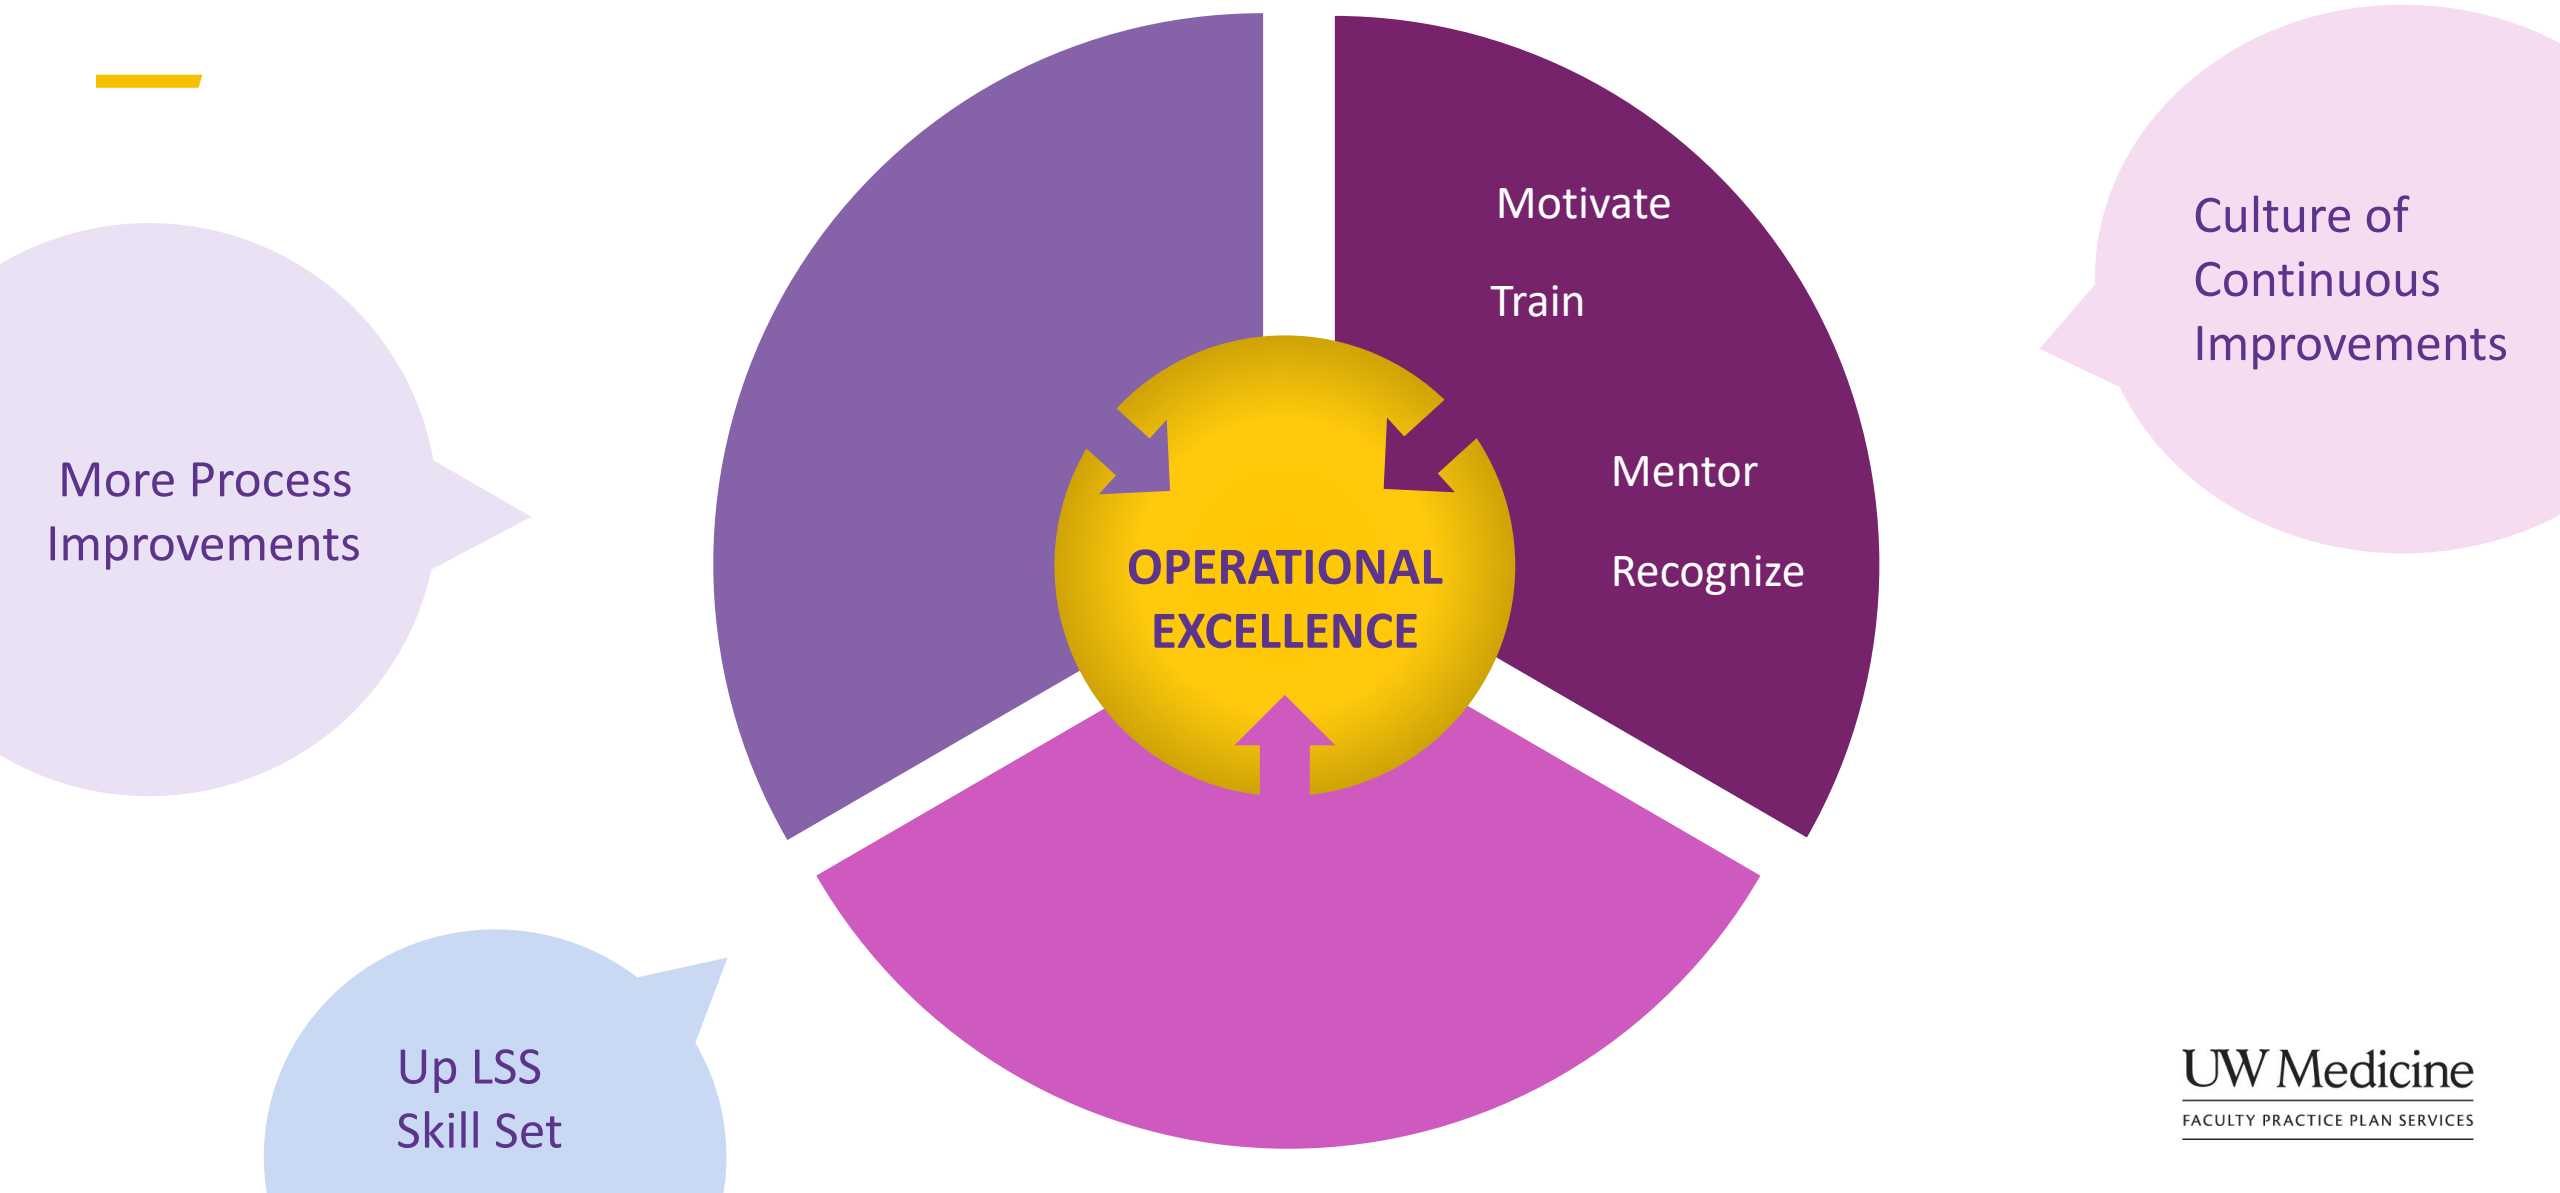 Motivate
Train
Mentor
Recognize
OPERATIONAL
EXCELLENCE
Culture of
Continuous
Improvements
More Process
Improvements
Up LSS
Skill Set
UW Medicine
FACULTY PRACTICE PLAN SERVICES